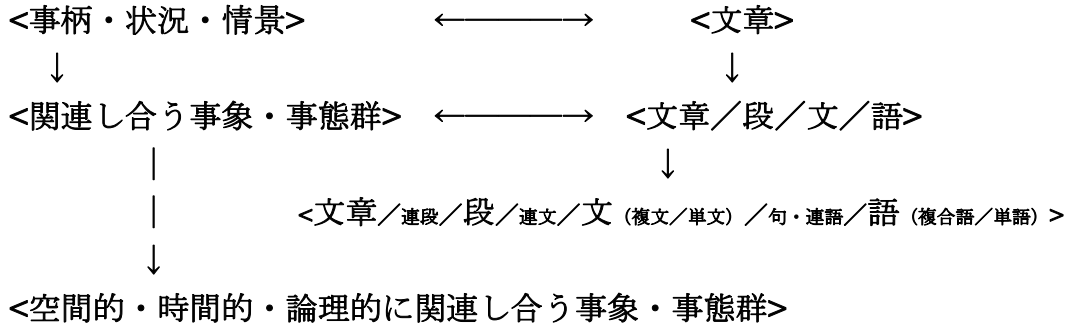 <事柄・状況・情景> ←――――→ <文章>
↓ ↓
<関連し合う事象・事態群> ←――――→ <文章／段／文／語>
｜ ↓
｜ <文章／連段／段／連文／文（複文／単文）／句・連語／語（複合語／単語）>
↓
<空間的・時間的・論理的に関連し合う事象・事態群>